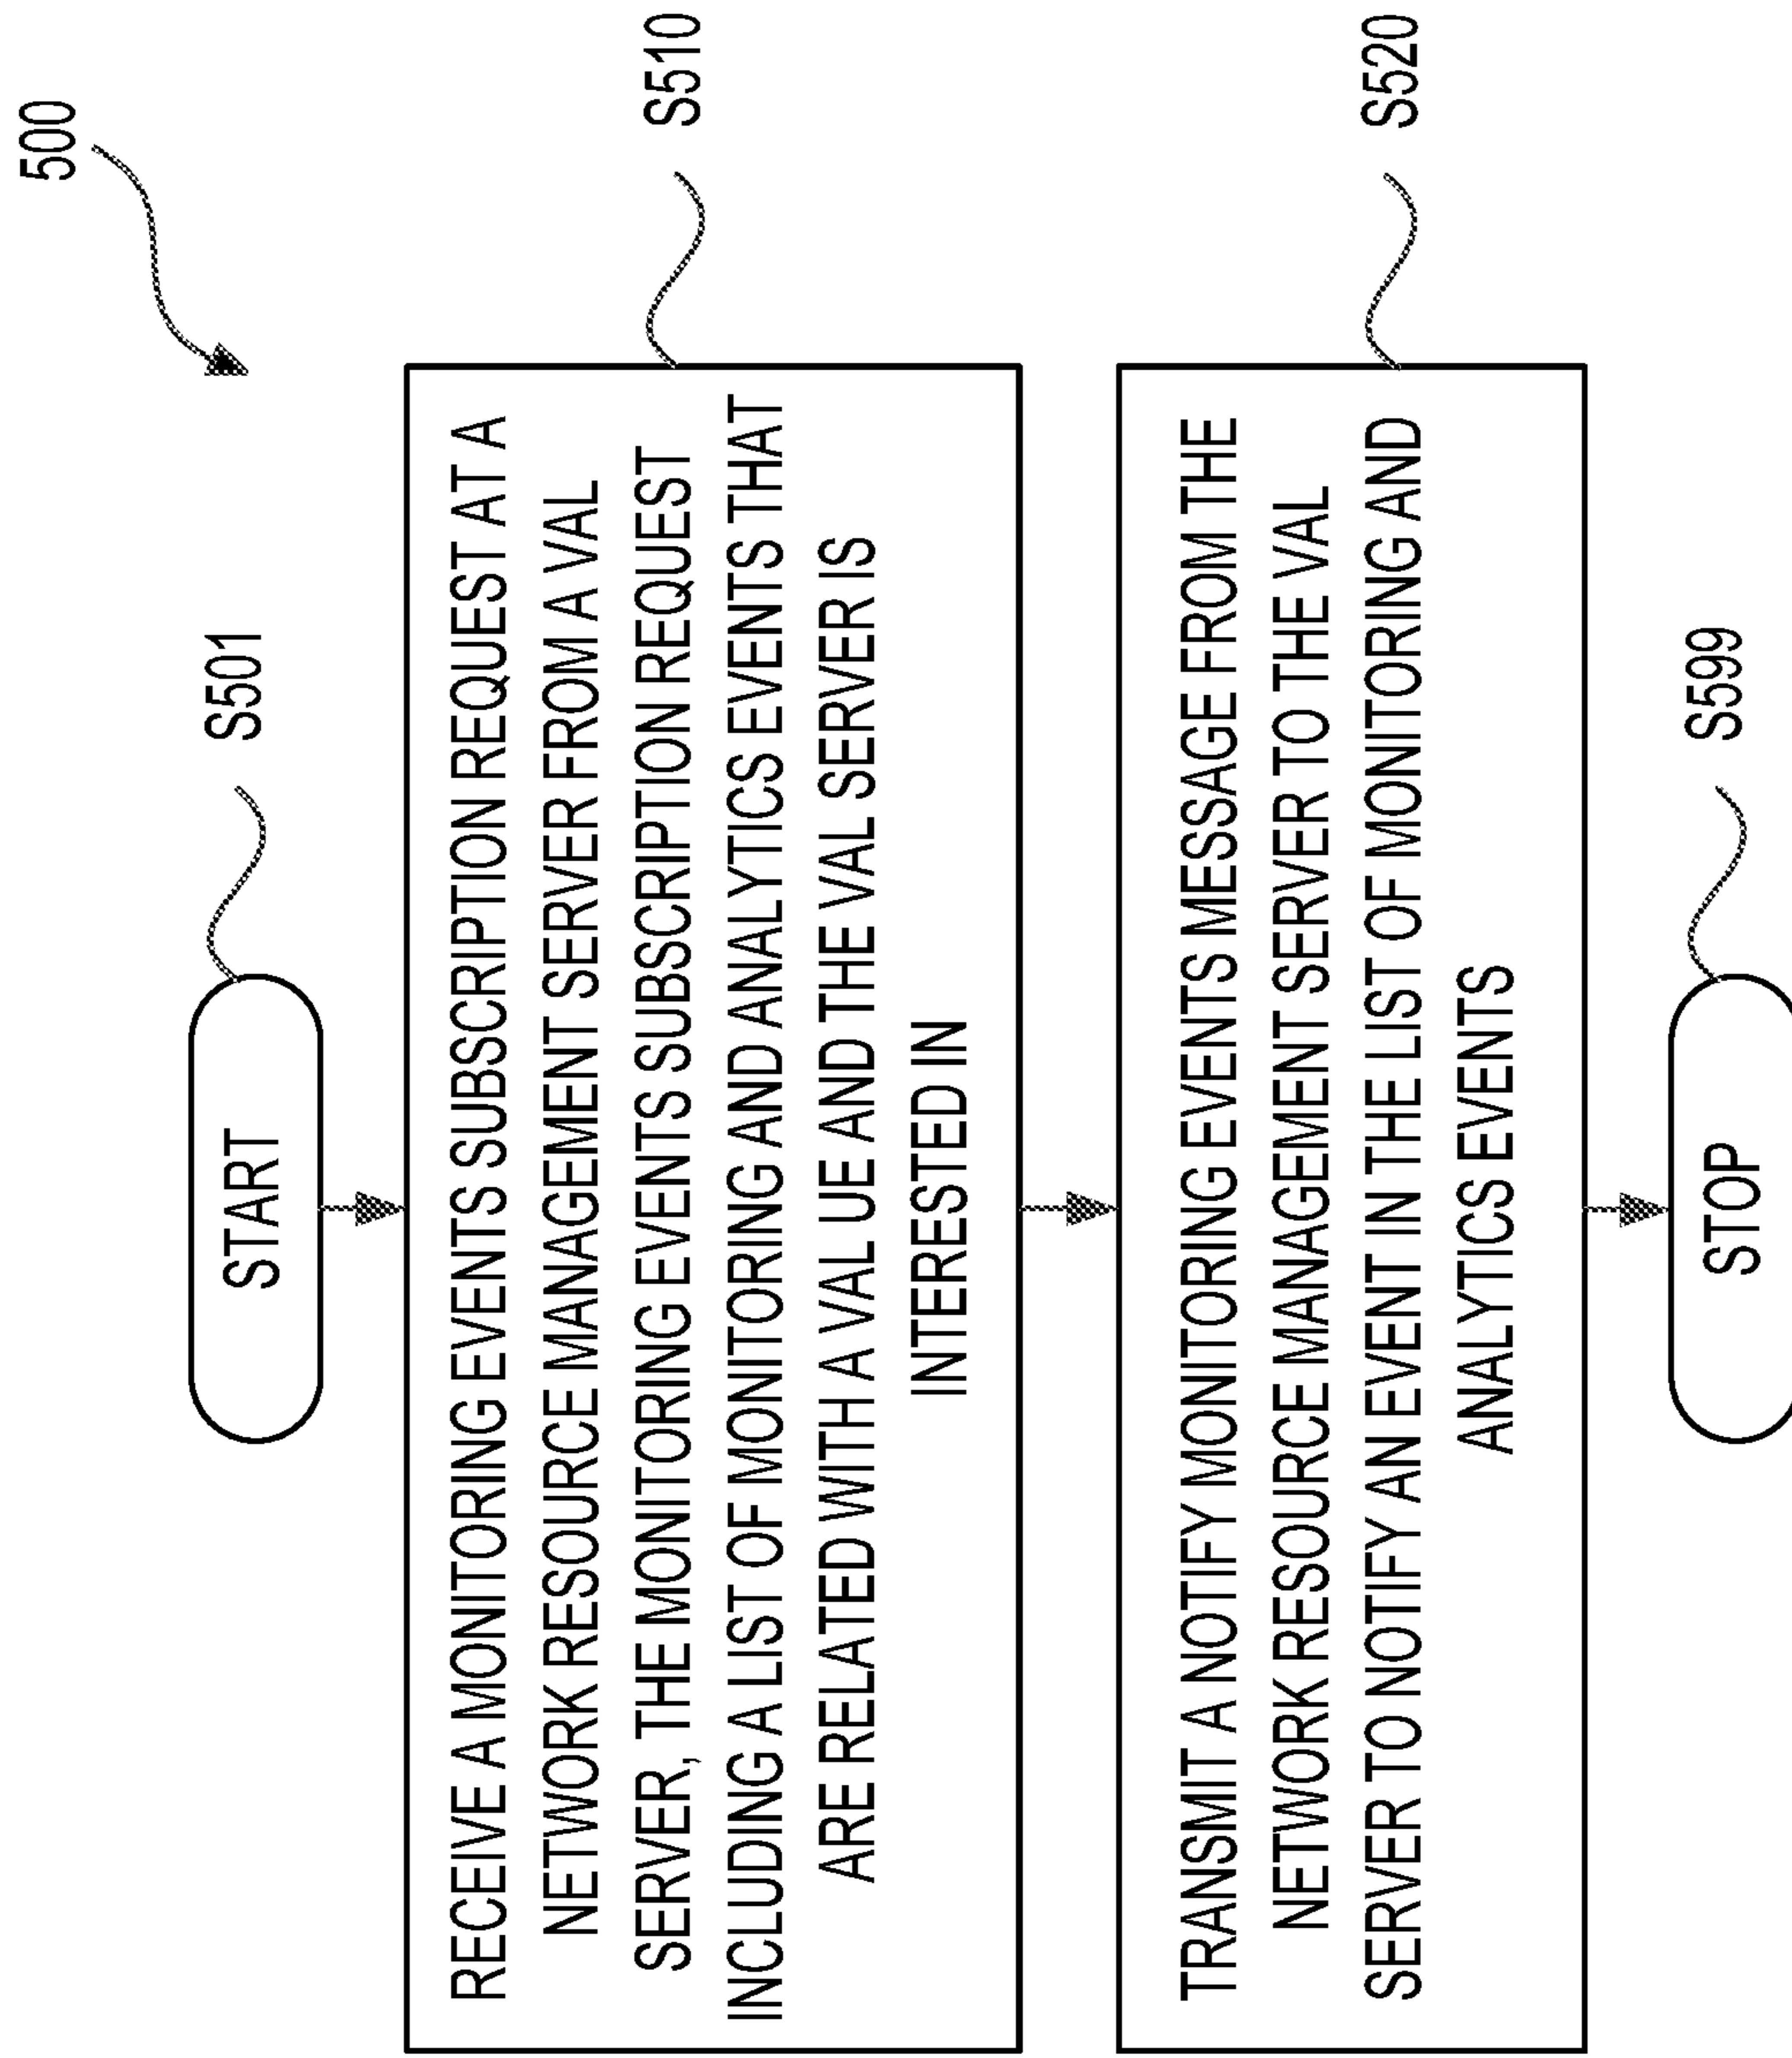 500
START
S501
RECEIVE A MONITORING EVENTS SUBSCRIPTION REQUEST AT A
NETWORK RESOURCE MANAGEMENT SERVER FROM A VAL
SERVER, THE MONITORING EVENTS SUBSCRIPTION REQUEST
INCLUDING A LIST OF MONITORING AND ANALYTICS EVENTS THAT
ARE RELATED WITH A VAL UE AND THE VAL SERVER IS
INTERESTED IN
S510
TRANSMIT A NOTIFY MONITORING EVENTS MESSAGE FROM THE
NETWORK RESOURCE MANAGEMENT SERVER TO THE VAL
SERVER TO NOTIFY AN EVENT IN THE LIST OF MONITORING AND
ANALYTICS EVENTS
S520
STOP
S599